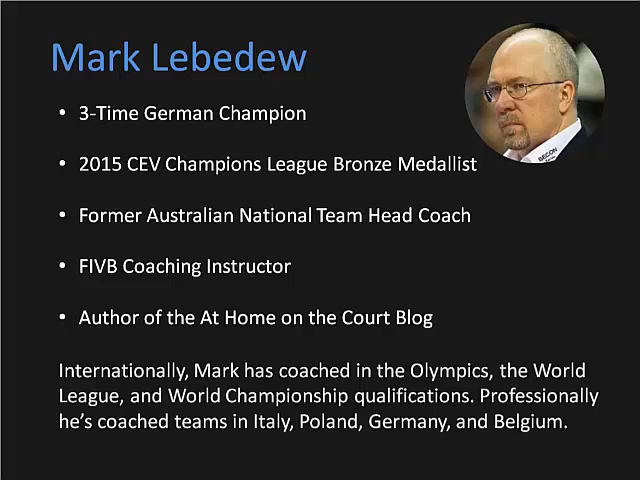 Mark Lebedew
• 3-Time German Champion
• 2015 CEV Champions League Bronze Medallist
• Former Australian National Team Head Coach
• FIVB Coaching Instructor
• Author of the At Home on the Court Blog
Internationally, Mark has coached in the Olympics, the World
League, and World Championship qualifications. Professionally
he’s coached teams in Italy, Poland, Germany, and Belgium.
BECON